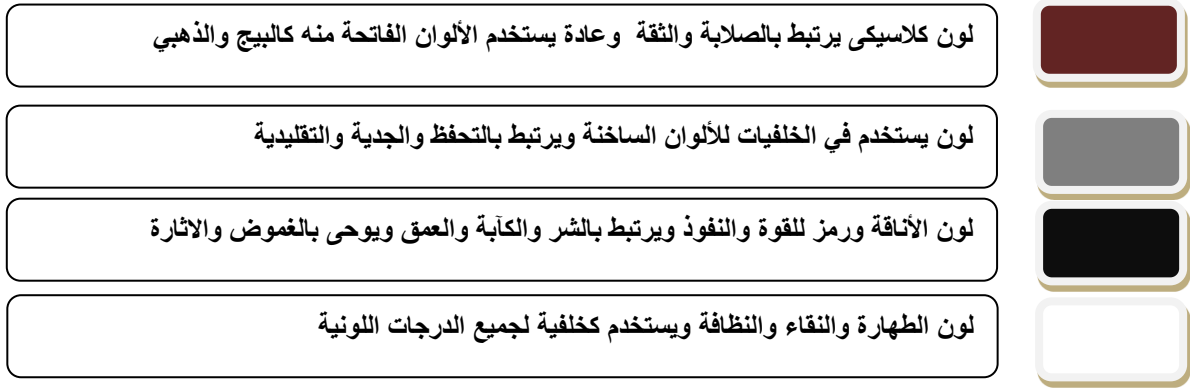 لون كلاسيكى يرتبط بالصلابة والثقة وعادة يستخدم الألوان الفاتحة منه كالبيج والذهبي
لون يستخدم في الخلفيات للألوان الساخنة ويرتبط بالتحفظ والجدية والتقليدية
لون الأناقة ورمز للقوة والنفوذ ويرتبط بالشر والكآبة والعمق ويوحى بالغموض والاثارة
لون الطهارة والنقاء والنظافة ويستخدم كخلفية لجميع الدرجات اللونية